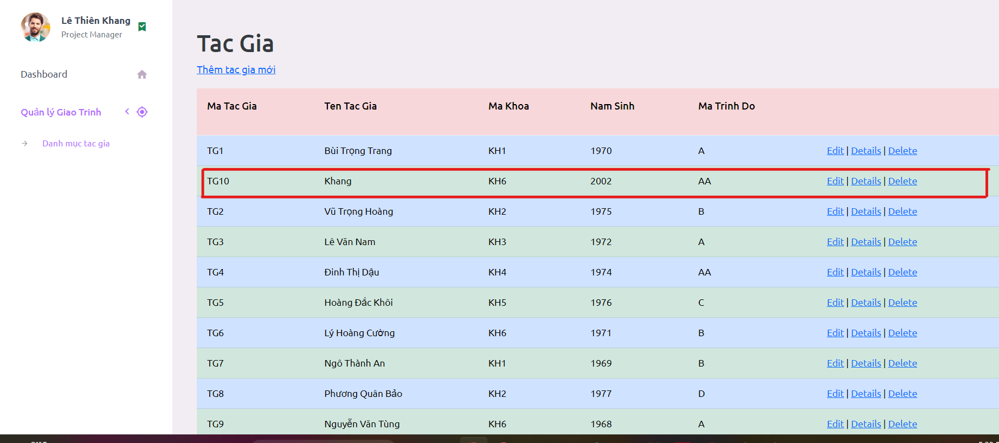 Lê Thiên Khang
Project Manager
Dashboard
Quản lý Giao Trinh
Danh mục tac gia
Tac Gia
Thêm tac gia mới
Ma Tac Gia Ten Tac Gia Ma Khoa Nam Sinh Ma Trinh Do
TG1 Bùi Trọng Trang KH1 1970 A Edit | Details | Delete
TG10 Khang KH6 2002 AA Edit | Details | Delete
TG2 Vũ Trọng Hoàng KH2 1975 B Edit | Details | Delete
TG3 Lê Văn Nam KH3 1972 A Edit | Details | Delete
TG4 Đinh Thị Dậu KH4 1974 AA Edit | Details | Delete
TG5 Hoàng Đắc Khôi KH5 1976 C Edit | Details | Delete
TG6 Lý Hoàng Cường KH6 1971 B Edit | Details | Delete
TG7 Ngô Thành An KH1 1969 B Edit | Details | Delete
TG8 Phương Quân Bảo KH2 1977 D Edit | Details | Delete
TG9 Nguyễn Văn Tùng KH6 1968 A Edit | Details | Delete